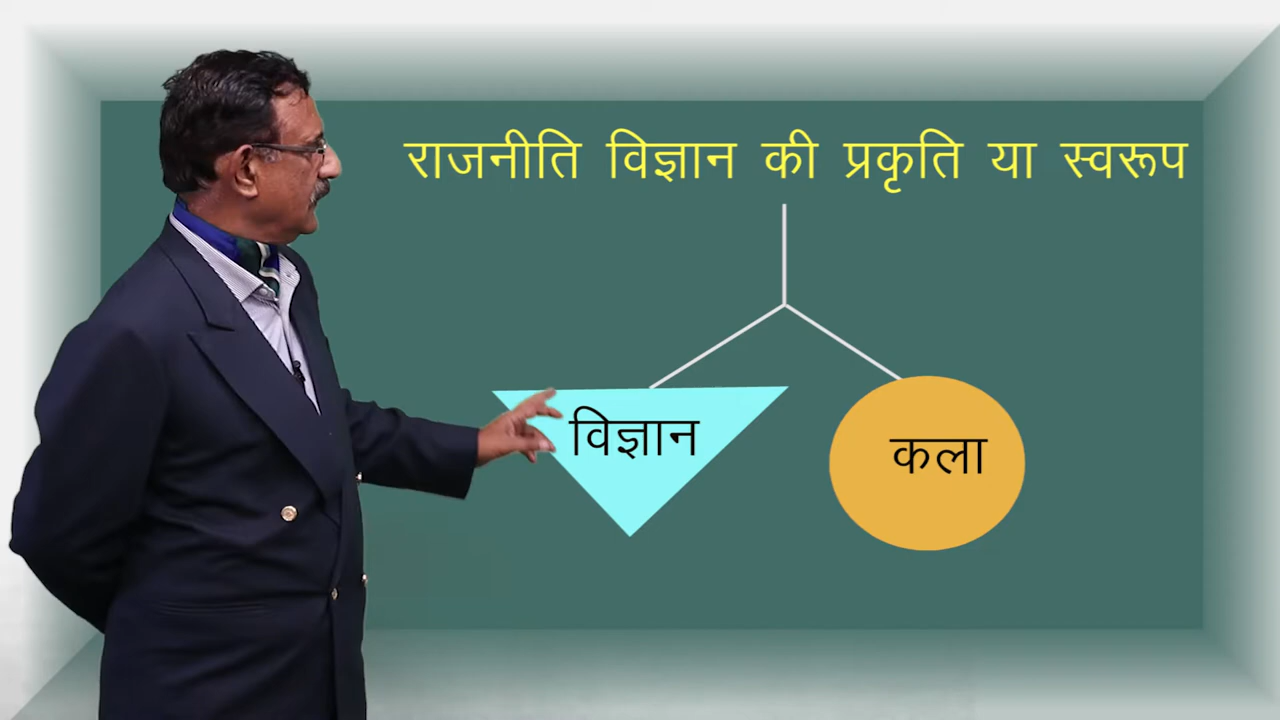 राजनीति विज्ञान की प्रकृति या स्वरूप
विज्ञान
कला